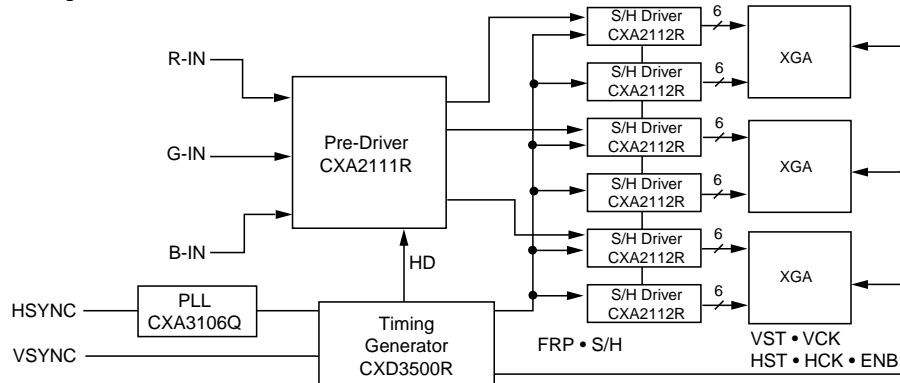 R-IN
G-IN
B-IN
HSYNC
VSYNC
PLL
CXA3106Q
Pre-Driver
CXA2111R
HD
Timing
Generator
CXD3500R
S/H Driver
CXA2112R
6
S/H Driver
CXA2112R
6
XGA
S/H Driver
CXA2112R
6
S/H Driver
CXA2112R
6
XGA
S/H Driver
CXA2112R
6
S/H Driver
CXA2112R
6
XGA
FRP • S/H
VST • VCK
HST • HCK • ENB